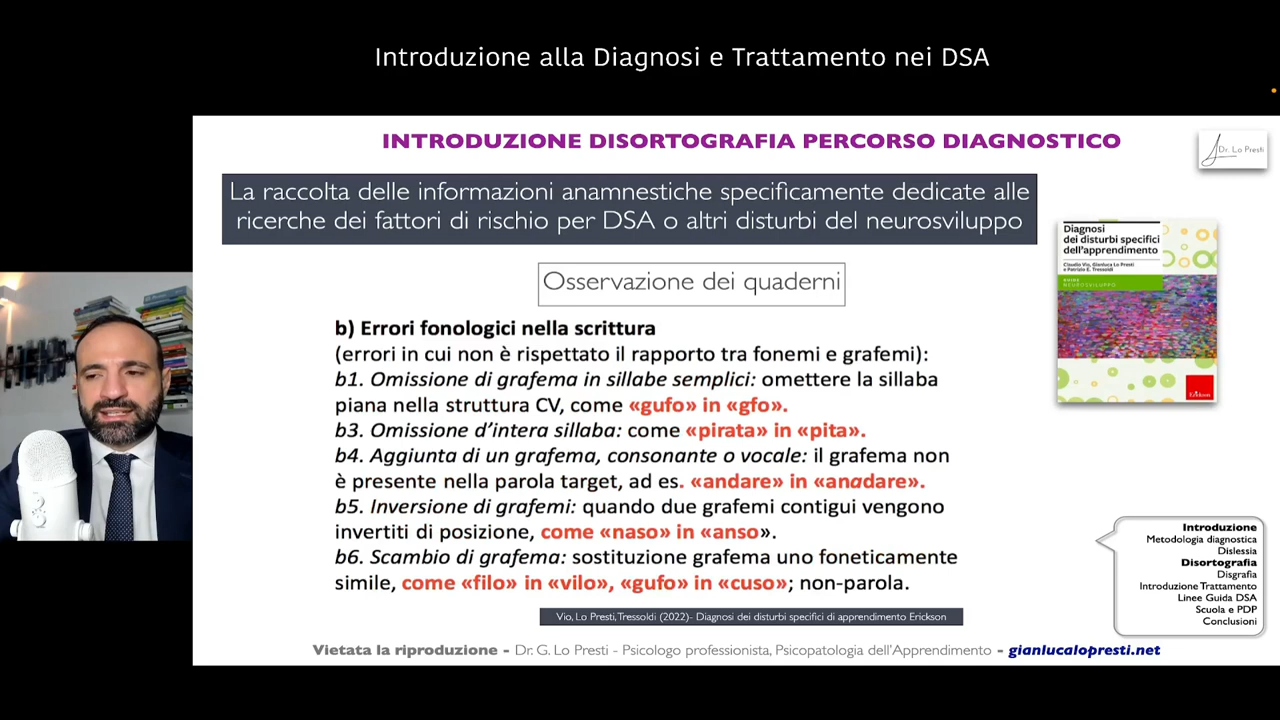 Introduzione alla Diagnosi e Trattamento nei DSA
INTRODUZIONE DISORTOGRAFIA PERCORSO DIAGNOSTICO
Dr. Lo Presti
La raccolta delle informazioni anamnestiche specificamente dedicate alle
ricerche dei fattori di rischio per DSA o altri disturbi del neurosviluppo
Diagnosi
dei disturbi specifici
dell'apprendimento
Claudio Vio, Gianluca Lo Presti
e Patrizio E. Tressoldi
GUIDE
NEUROSVILUPPO
Erickson
Osservazione dei quaderni
b) Errori fonologici nella scrittura
(errori in cui non è rispettato il rapporto tra fonemi e grafemi):
b1. Omissione di grafema in sillabe semplici: omettere la sillaba
piana nella struttura CV, come «gufo» in «gfo».
b3. Omissione d’intera sillaba: come «pirata» in «pita».
b4. Aggiunta di un grafema, consonante o vocale: il grafema non
è presente nella parola target, ad es. «andare» in «anadare».
b5. Inversione di grafemi: quando due grafemi contigui vengono
invertiti di posizione, come «naso» in «anso».
b6. Scambio di grafema: sostituzione grafema uno foneticamente
simile, come «filo» in «vilo», «gufo» in «cuso»; non-parola.
Vio, Lo Presti, Tressoldi (2022)- Diagnosi dei disturbi specifici di apprendimento Erickson
Introduzione
Metodologia diagnostica
Dislessia
Disortografia
Disgrafia
Introduzione Trattamento
Linee Guida DSA
Scuola e PDP
Conclusioni
Vietata la riproduzione - Dr. G. Lo Presti - Psicologo professionista, Psicopatologia dell'Apprendimento - gianlucalopresti.net